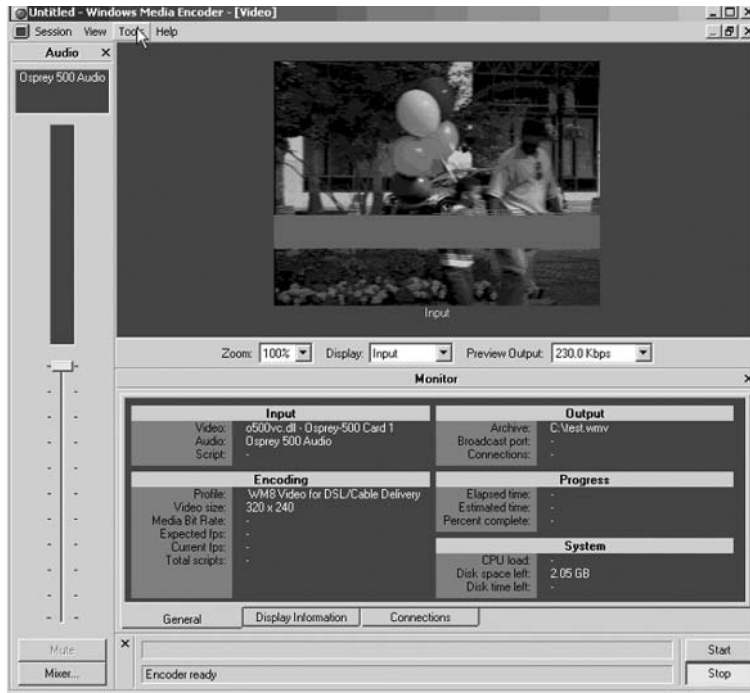 Untitled - Windows Media Encoder - [Video]
Session View Tools Help
Audio
Osprey 500 Audio
Input
Zoom: 100% Display: Input Preview Output: 230.0 Kbps
Monitor
Input
Video: o500vc.dll - Osprey-500 Card 1
Audio: Osprey 500 Audio
Script: -
Encoding
Profile: WM8 Video for DSL/Cable Delivery
Video size: 320 x 240
Media Bit Rate: -
Expected fps: -
Current fps: -
Total scripts: -
Output
Archive: C:\test.wmv
Broadcast port: -
Connections: -
Progress
Elapsed time: -
Estimated time: -
Percent complete: -
System
CPU load: -
Disk space left: 2.05 GB
Disk time left: -
General Display Information Connections
Mute
Mixer...
Encoder ready
Start
Stop